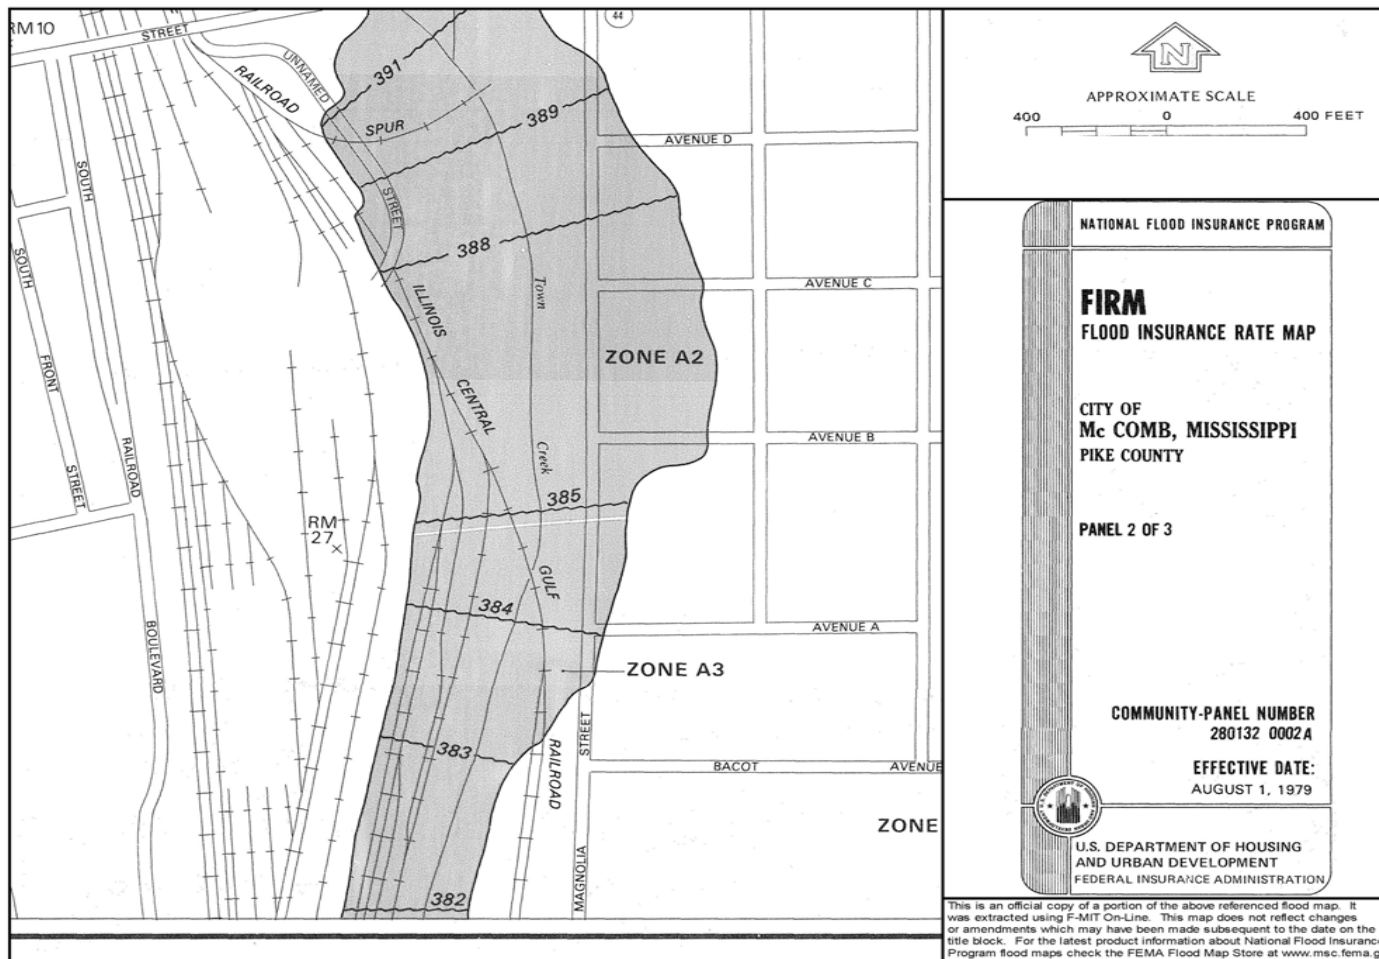 RM 10
STREET
44
UNNAMED
RAILROAD
391
SPUR
389
AVENUE D
SOUTH
STREET
388
SOUTH
Town
AVENUE C
ILLINOIS
ZONE A2
FRONT
CENTRAL
AVENUE B
Creek
RAILROAD
STREET
385
RM
27
GULF
384
AVENUE A
BOULEVARD
ZONE A3
383
STREET
RAILROAD
BACOT
AVENUE
ZONE
MAGNOLIA
382
N
APPROXIMATE SCALE
400 0 400 FEET
NATIONAL FLOOD INSURANCE PROGRAM
FIRM
FLOOD INSURANCE RATE MAP
CITY OF
Mc COMB, MISSISSIPPI
PIKE COUNTY
PANEL 2 OF 3
COMMUNITY-PANEL NUMBER
280132 0002A
EFFECTIVE DATE:
AUGUST 1, 1979
U.S. DEPARTMENT OF HOUSING
AND URBAN DEVELOPMENT
FEDERAL INSURANCE ADMINISTRATION
This is an official copy of a portion of the above referenced flood map. It
was extracted using F-MIT On-Line. This map does not reflect changes
or amendments which may have been made subsequent to the date on the
title block. For the latest product information about National Flood Insurance
Program flood maps check the FEMA Flood Map Store at www.msc.fema.g